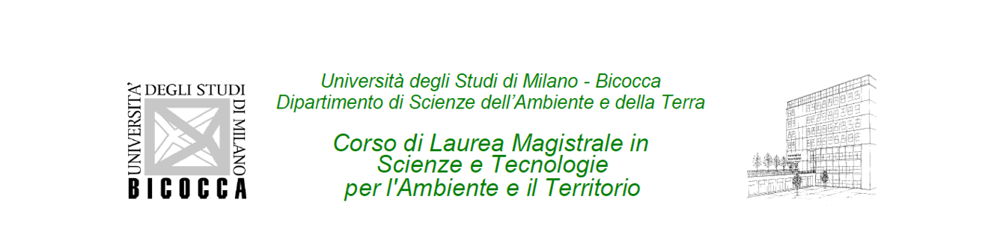 UNIVERSITA'
DEGLI STUDI
DI MILANO
BICOCCA
Università degli Studi di Milano - Bicocca
Dipartimento di Scienze dell’Ambiente e della Terra
Corso di Laurea Magistrale in
Scienze e Tecnologie
per l'Ambiente e il Territorio